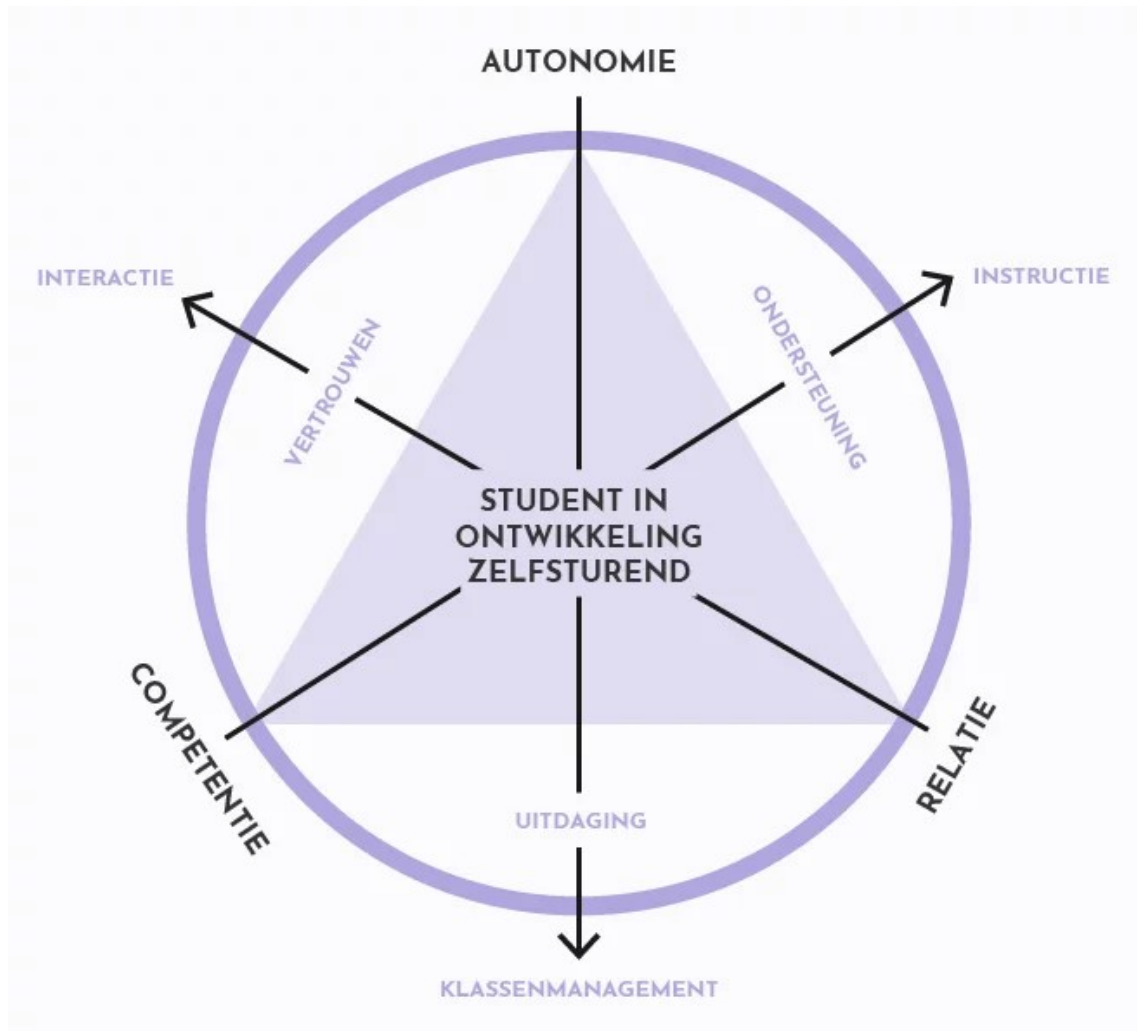 AUTONOMIE
INTERACTIE
INSTRUCTIE
VERTROUWEN
ONDERSTEUNING
STUDENT IN
ONTWIKKELING
ZELFSTUREND
COMPETENTIE
RELATIE
UITDAGING
KLASSENMANAGEMENT